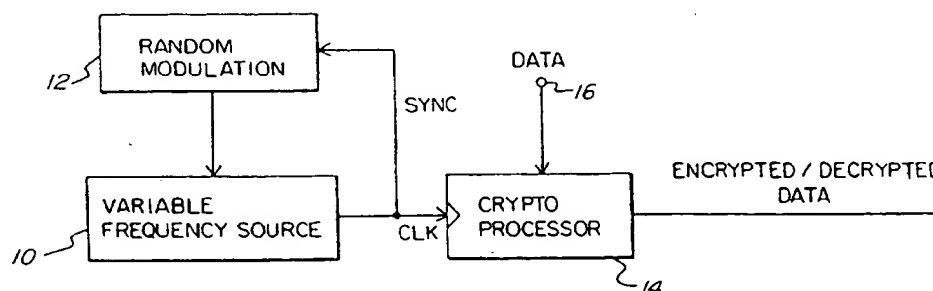 RANDOM
MODULATION
12
DATA
16
SYNC
VARIABLE
FREQUENCY SOURCE
10
CLK
CRYPTO
PROCESSOR
14
ENCRYPTED / DECRYPTED
DATA